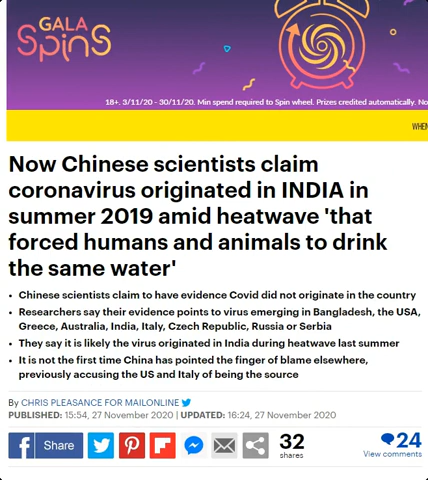 GALA
Spins
18+. 3/11/20 - 30/11/20. Min spend required to Spin wheel. Prizes credited automatically. No
WHEN
Now Chinese scientists claim
coronavirus originated in INDIA in
summer 2019 amid heatwave 'that
forced humans and animals to drink
the same water'
• Chinese scientists claim to have evidence Covid did not originate in the country
• Researchers say their evidence points to virus emerging in Bangladesh, the USA,
Greece, Australia, India, Italy, Czech Republic, Russia or Serbia
• They say it is likely the virus originated in India during heatwave last summer
• It is not the first time China has pointed the finger of blame elsewhere,
previously accusing the US and Italy of being the source
By CHRIS PLEASANCE FOR MAILONLINE
PUBLISHED: 15:54, 27 November 2020 | UPDATED: 16:24, 27 November 2020
Share
32
shares
24
View comments